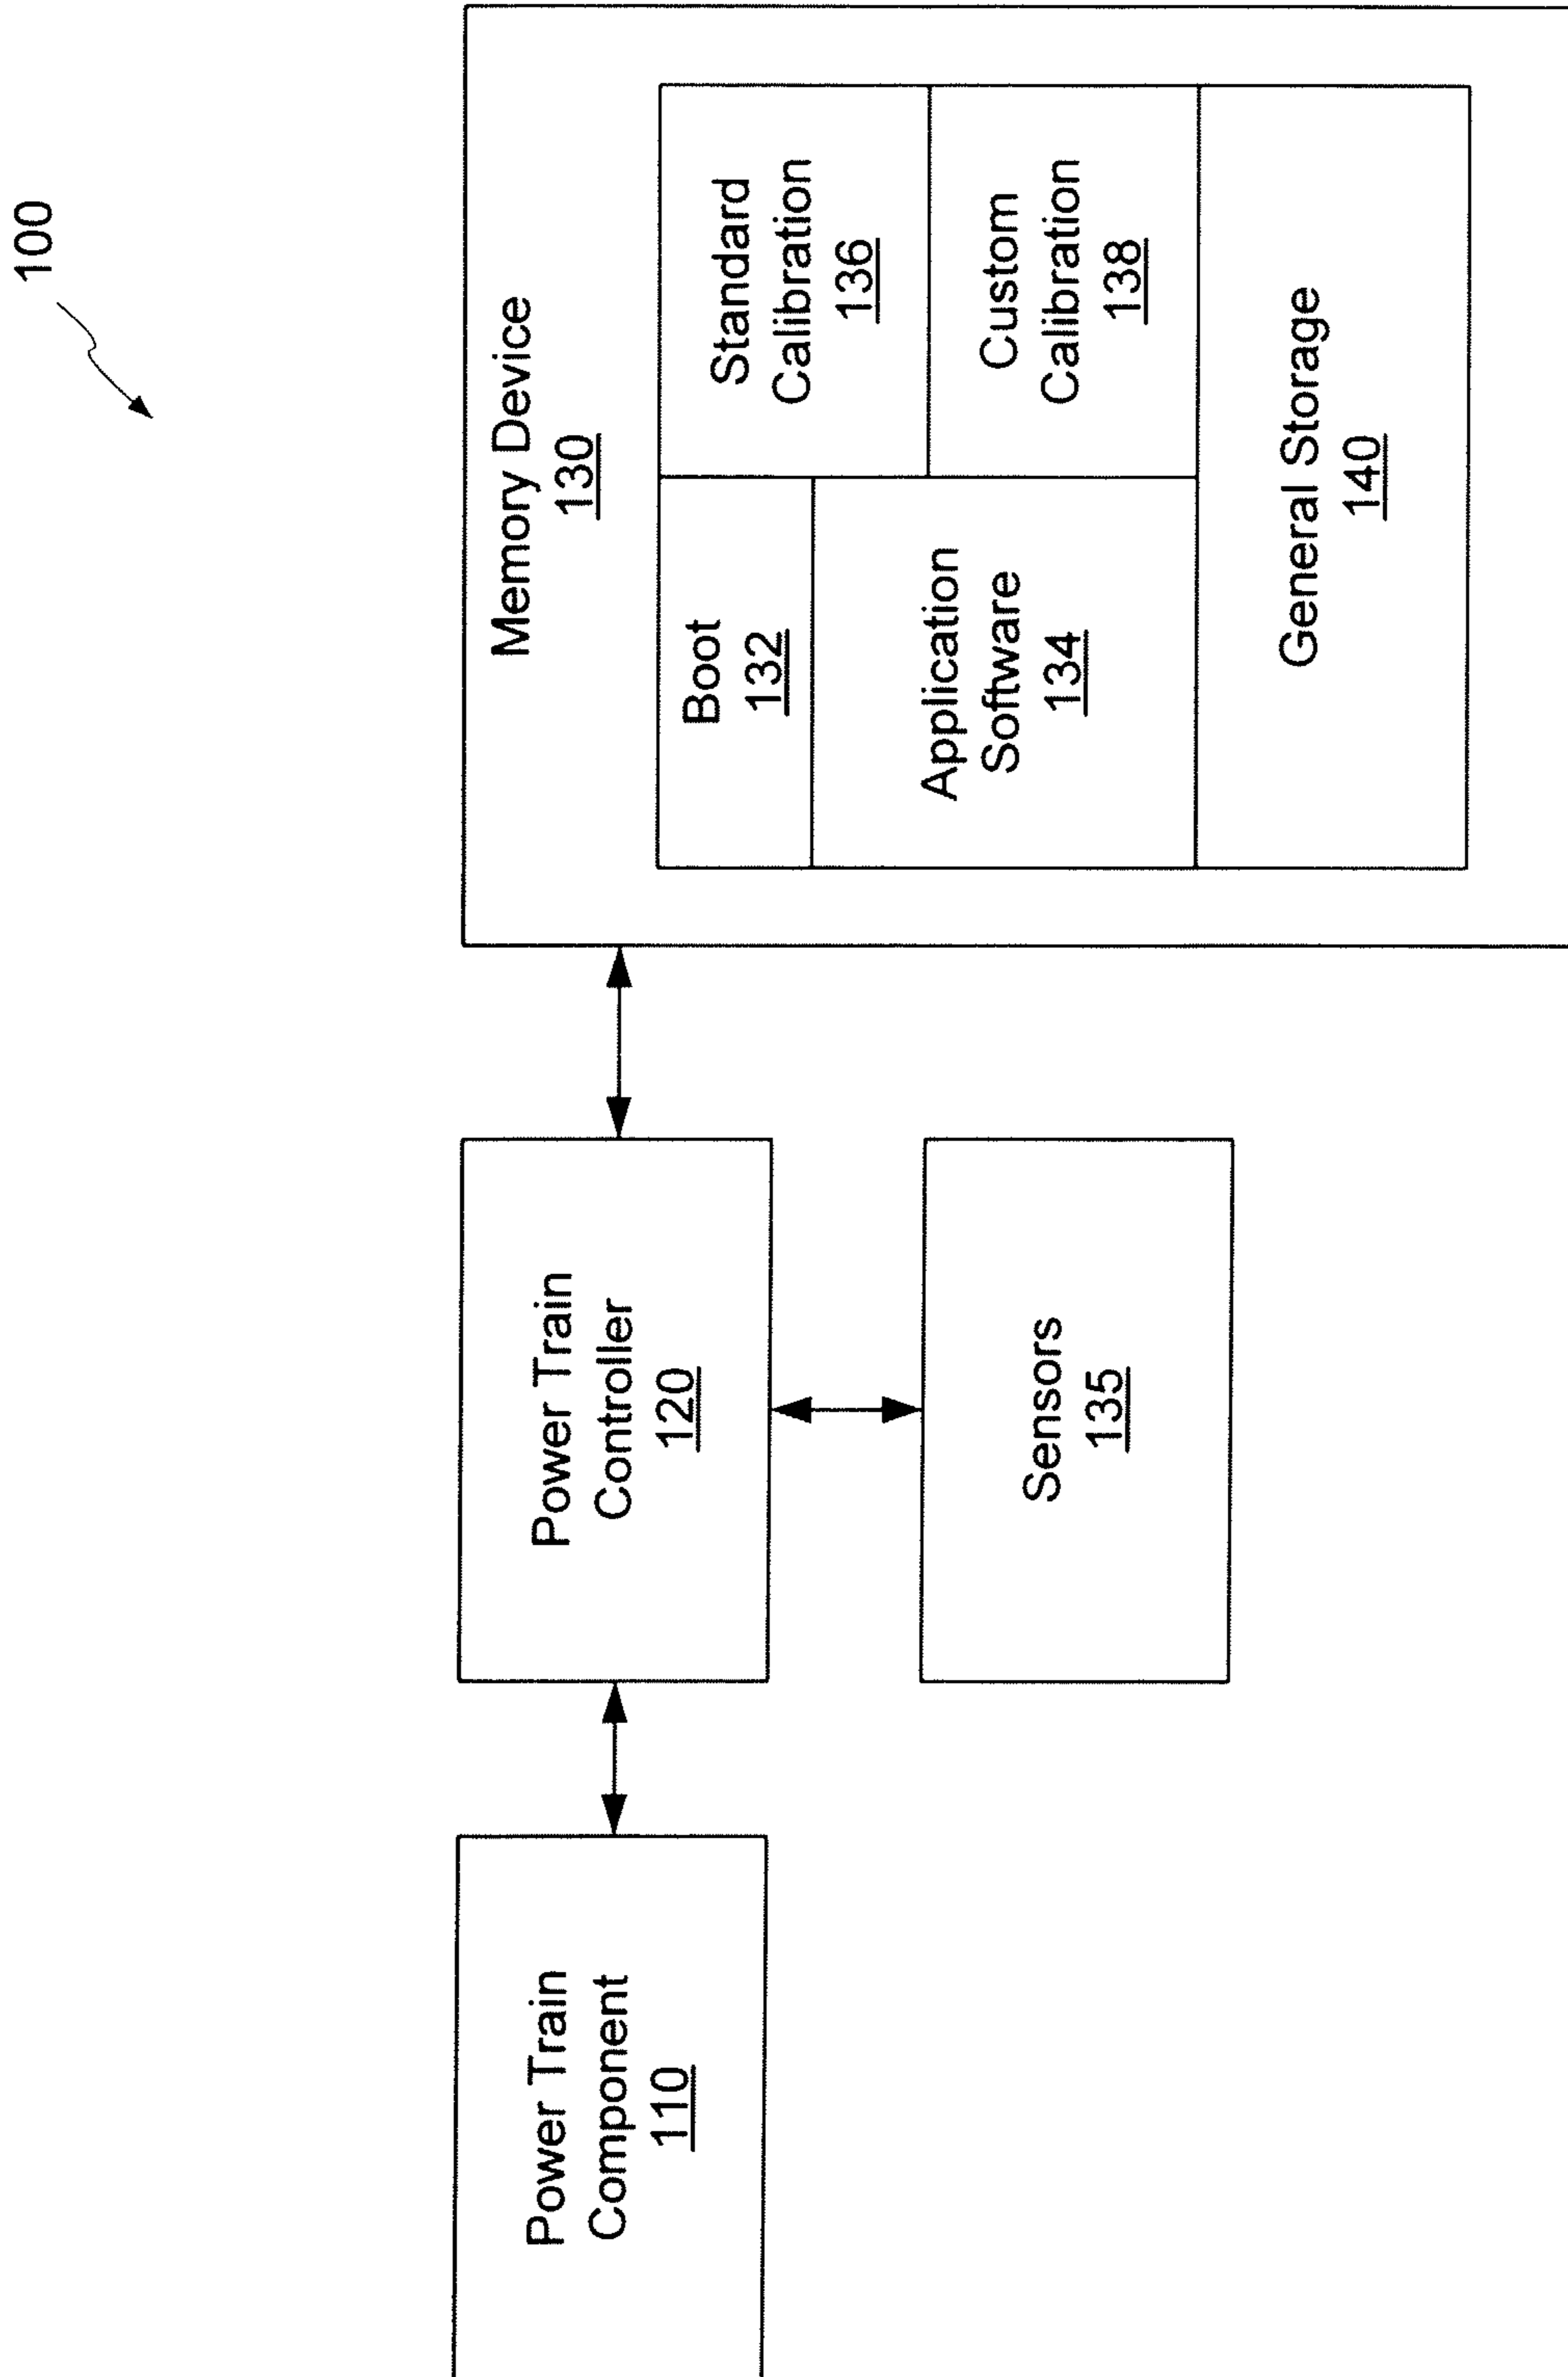 100
Power Train
Component
110
Power Train
Controller
120
Sensors
135
Memory Device
130
Boot
132
Application
Software
134
Standard
Calibration
136
Custom
Calibration
138
General Storage
140